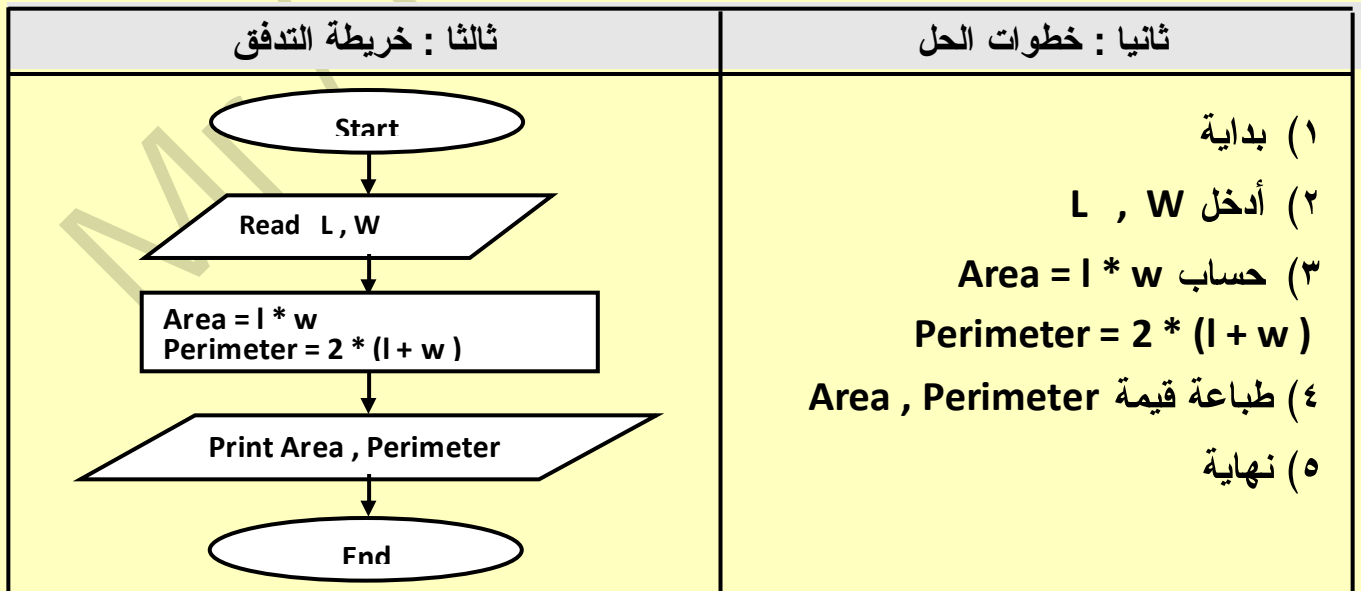 ثانيا : خطوات الحل
١) بداية
٢) أدخل L , W
٣) حساب Area = l * w
Perimeter = 2 * (l + w )
٤) طباعة قيمة Area , Perimeter
٥) نهاية
ثالثا : خريطة التدفق
Start
Read L , W
Area = l * w
Perimeter = 2 * (l + w )
Print Area , Perimeter
End